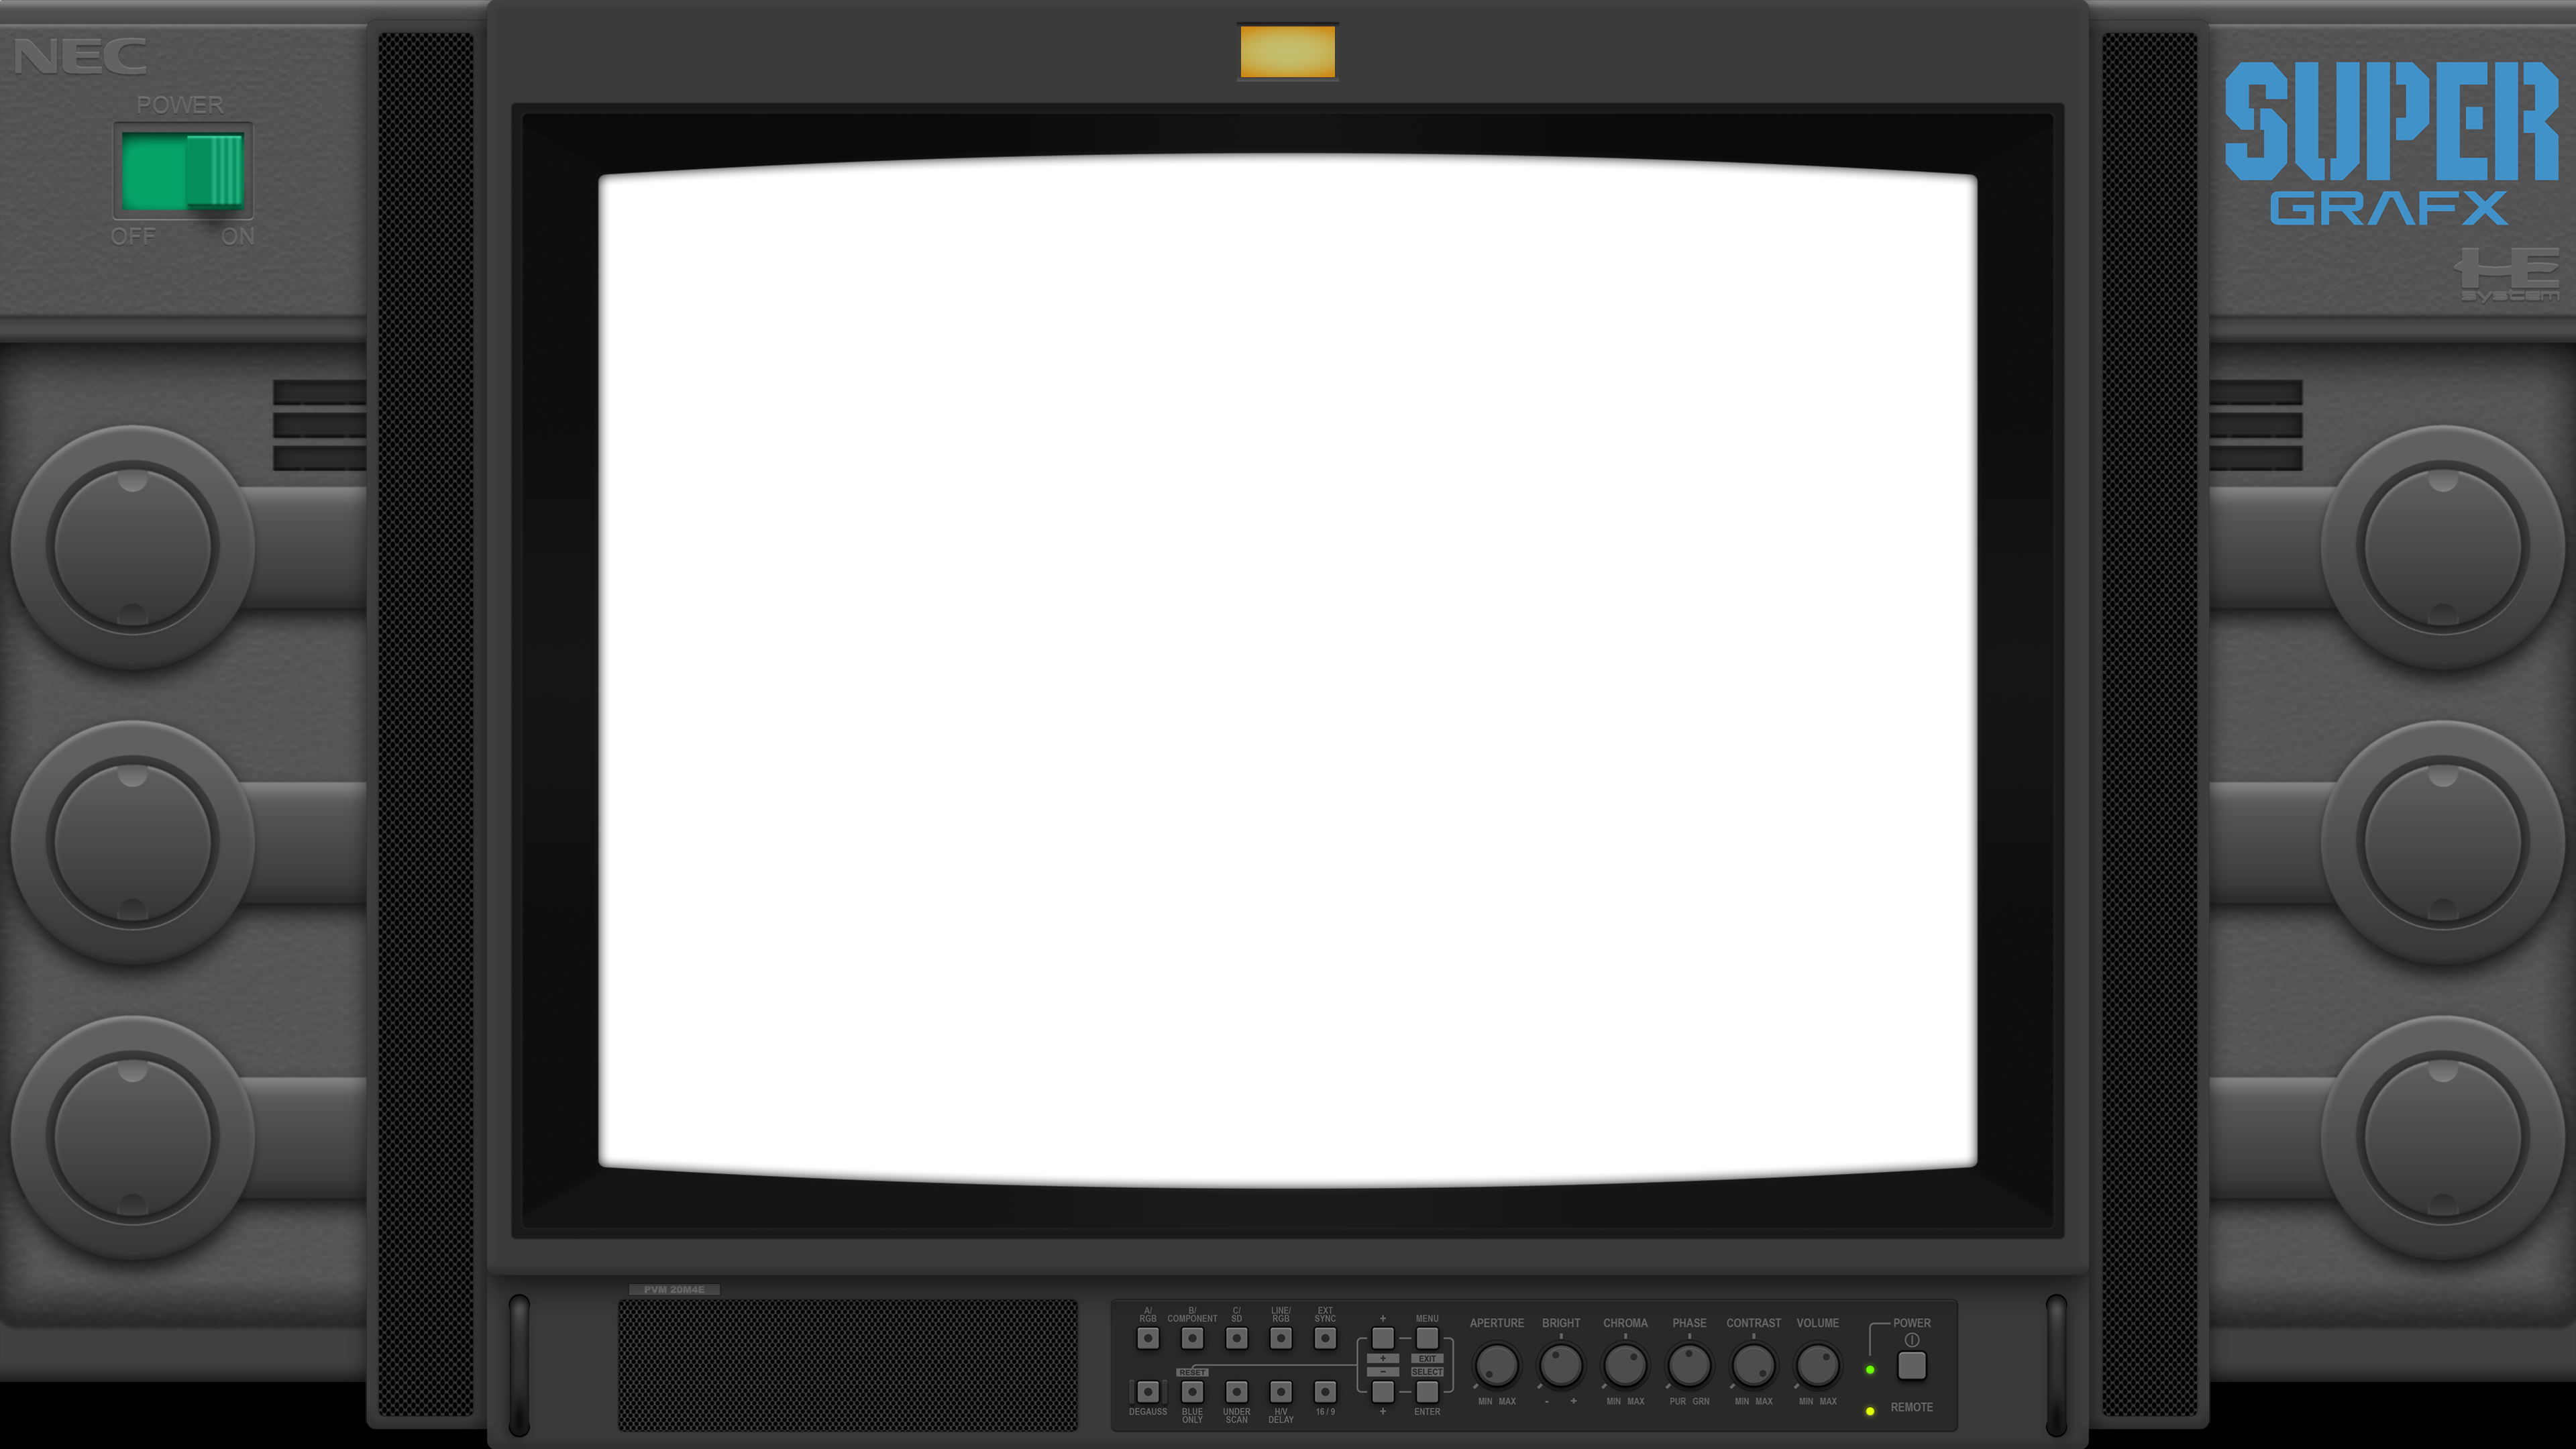 NEC
POWER
OFF ON
SUPER
GRAFX
HE
system
PVM 20M4E
A/
RGB
B/
COMPONENT
C/
SD
LINE/
RGB
EXT
SYNC
+
MENU
+
EXIT
RESET
−
SELECT
DEGAUSS
BLUE
ONLY
UNDER
SCAN
H/V
DELAY
16 / 9
+
ENTER
APERTURE
BRIGHT
CHROMA
PHASE
CONTRAST
VOLUME
MIN MAX
- +
MIN MAX
PUR GRN
MIN MAX
MIN MAX
POWER
REMOTE